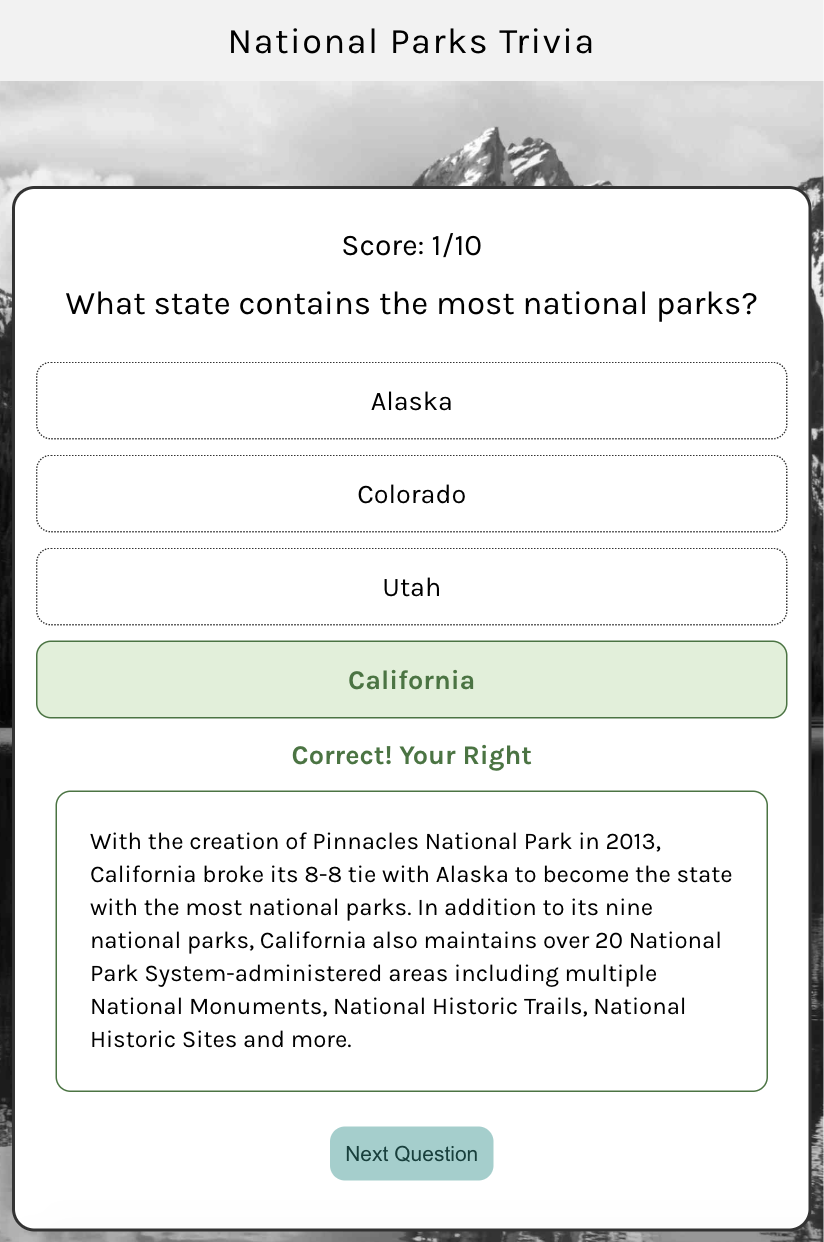 National Parks Trivia
Score: 1/10
What state contains the most national parks?
Alaska
Colorado
Utah
California
Correct! Your Right
With the creation of Pinnacles National Park in 2013,
California broke its 8-8 tie with Alaska to become the state
with the most national parks. In addition to its nine
national parks, California also maintains over 20 National
Park System-administered areas including multiple
National Monuments, National Historic Trails, National
Historic Sites and more.
Next Question